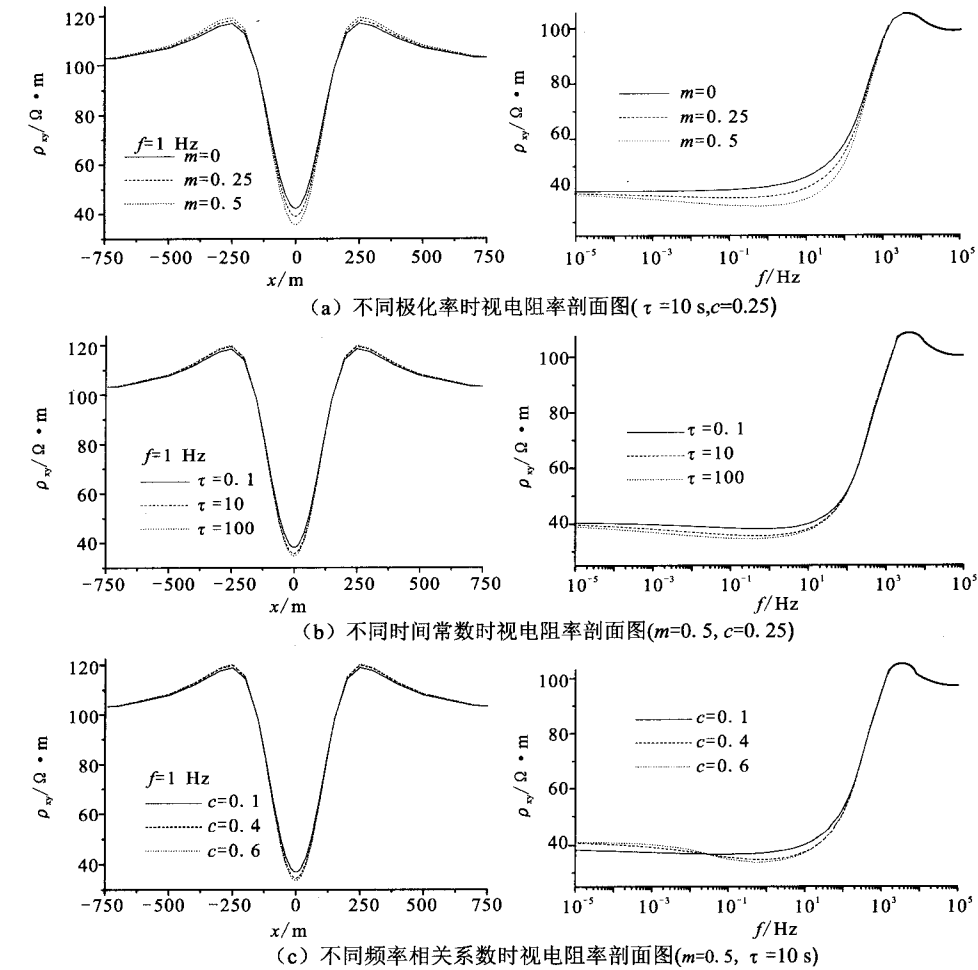 120
100
80
60
40
ρxy/Ω·m
f=1 Hz
m=0
m=0.25
m=0.5
-750 -500 -250 0 250 500 750
x/m
100
80
60
40
ρxy/Ω·m
m=0
m=0.25
m=0.5
10⁻⁵ 10⁻³ 10⁻¹ 10¹ 10³ 10⁵
f/Hz
(a) 不同极化率时视电阻率剖面图(τ=10 s,c=0.25)
120
100
80
60
40
ρxy/Ω·m
f=1 Hz
τ=0.1
τ=10
τ=100
-750 -500 -250 0 250 500 750
x/m
100
80
60
40
ρxy/Ω·m
τ=0.1
τ=10
τ=100
10⁻⁵ 10⁻³ 10⁻¹ 10¹ 10³ 10⁵
f/Hz
(b) 不同时间常数时视电阻率剖面图(m=0.5, c=0.25)
120
100
80
60
40
ρxy/Ω·m
f=1 Hz
c=0.1
c=0.4
c=0.6
-750 -500 -250 0 250 500 750
x/m
100
80
60
40
ρxy/Ω·m
c=0.1
c=0.4
c=0.6
10⁻⁵ 10⁻³ 10⁻¹ 10¹ 10³ 10⁵
f/Hz
(c) 不同频率相关系数时视电阻率剖面图(m=0.5, τ=10 s)